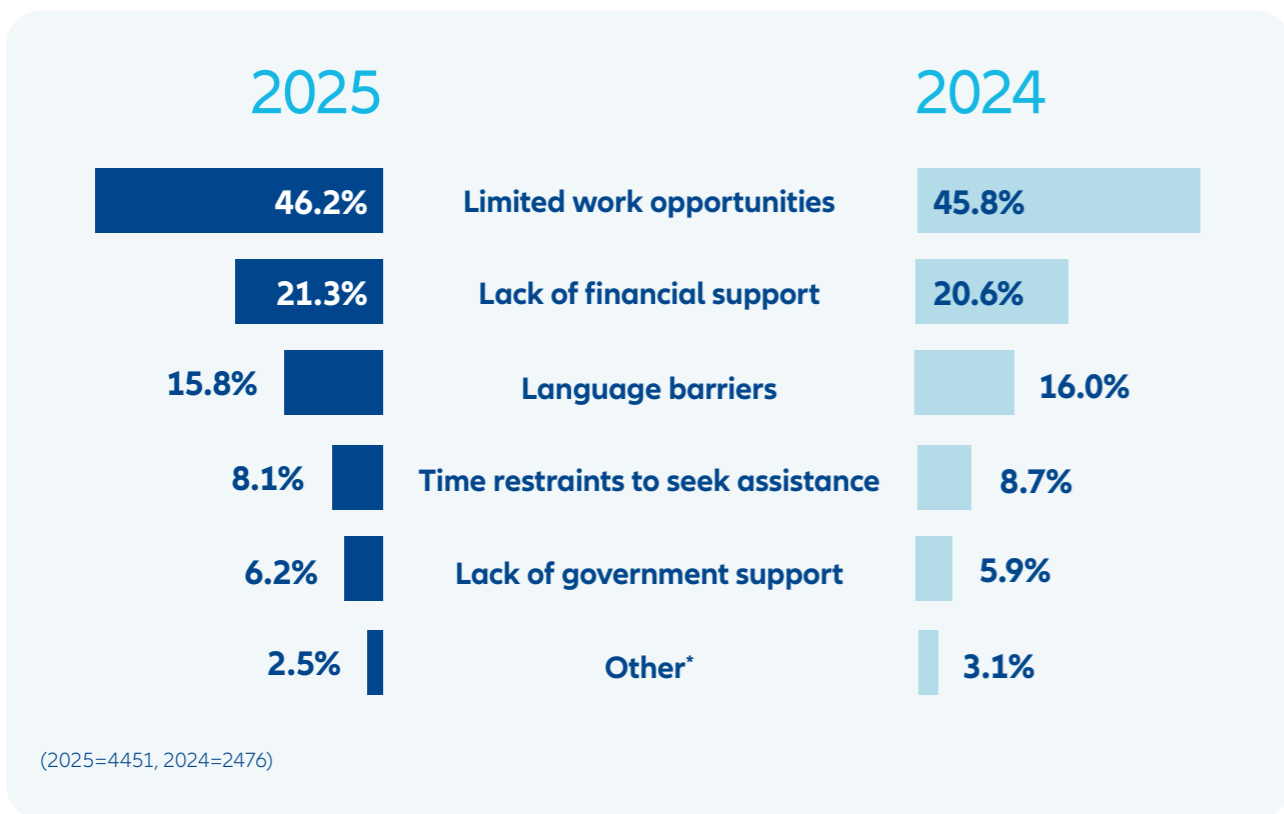 2025 2024
46.2% Limited work opportunities 45.8%
21.3% Lack of financial support 20.6%
15.8% Language barriers 16.0%
8.1% Time restraints to seek assistance 8.7%
6.2% Lack of government support 5.9%
2.5% Other* 3.1%
(2025=4451, 2024=2476)